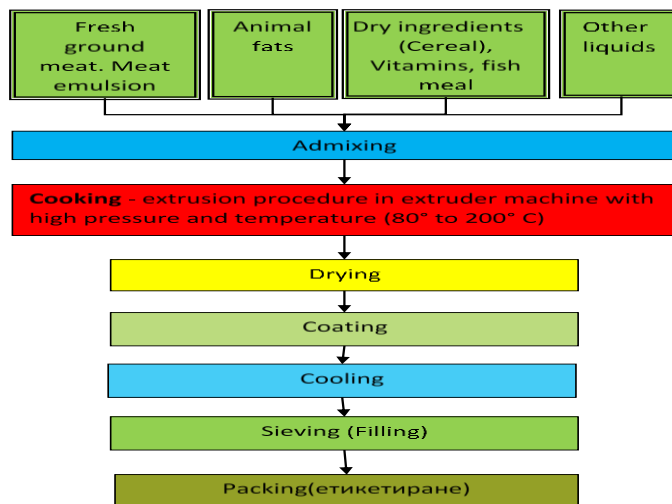 Fresh
ground
meat. Meat
emulsion
Animal
fats
Dry ingredients
(Cereal),
Vitamins, fish
meal
Other
liquids
Admixing
Cooking - extrusion procedure in extruder machine with
high pressure and temperature (80° to 200° C)
Drying
Coating
Cooling
Sieving (Filling)
Packing(етикетиране)